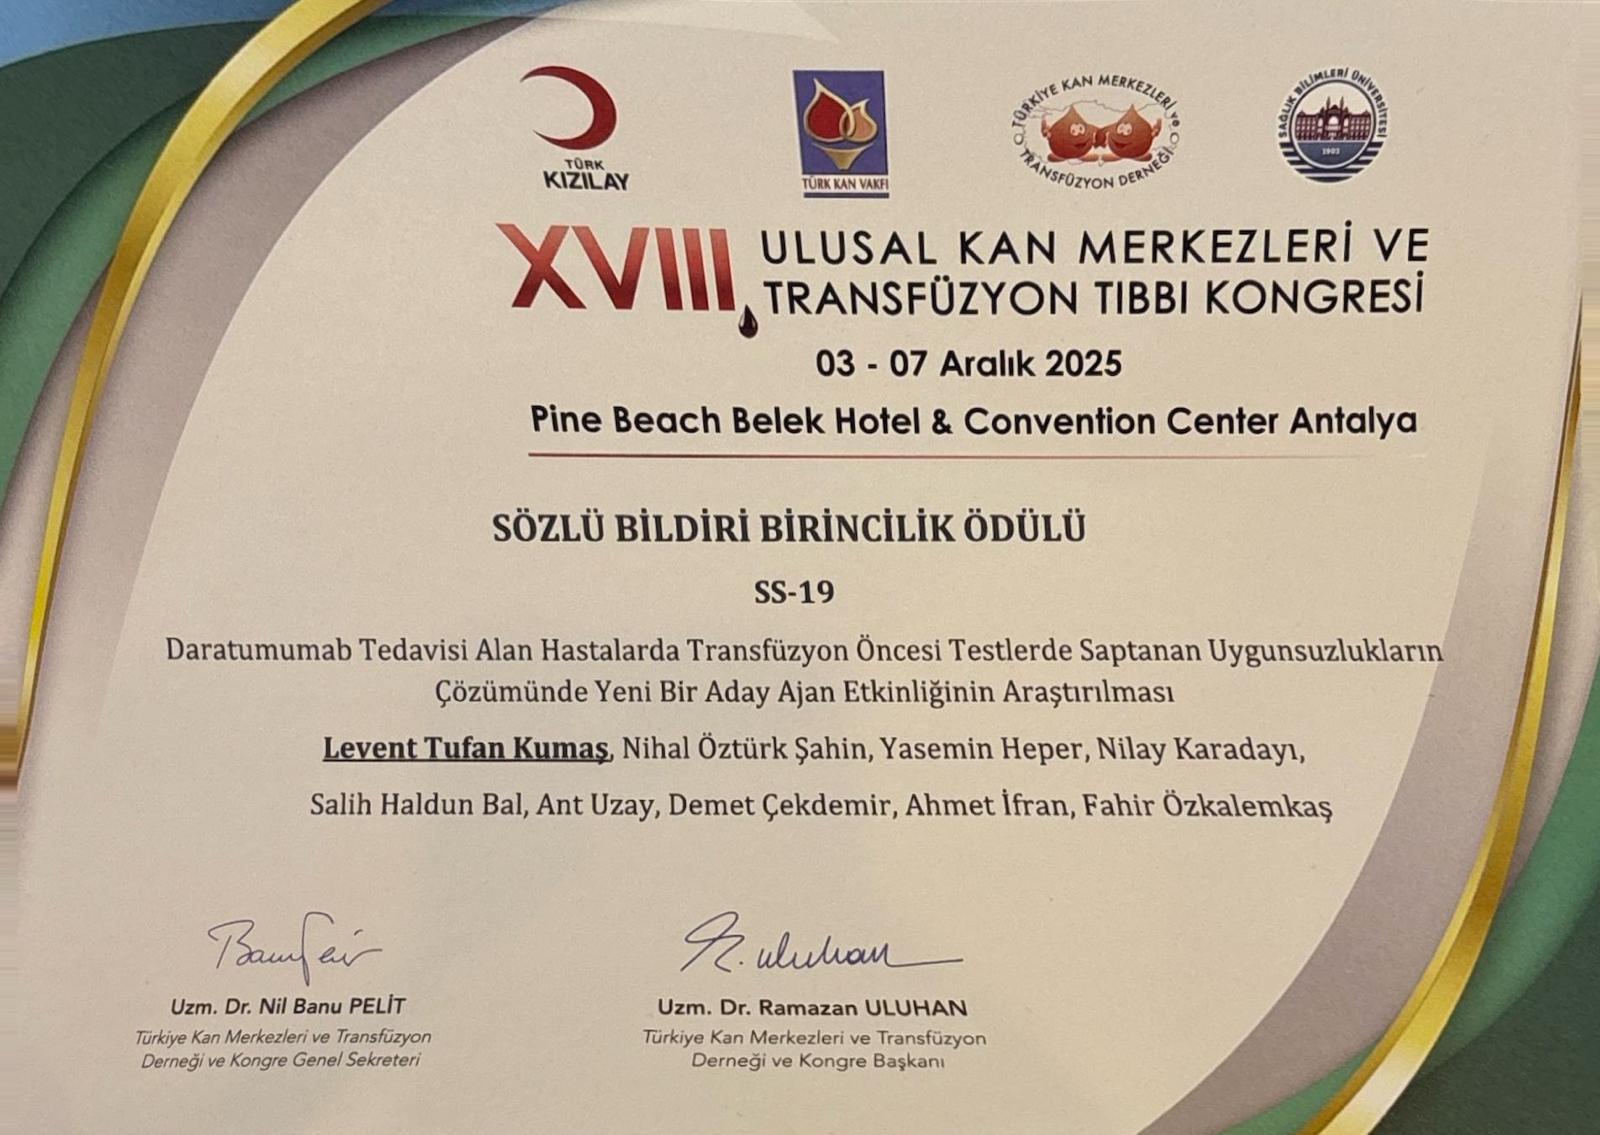 TÜRK
KIZILAY
TÜRK KAN VAKFI
TÜRKİYE KAN MERKEZLERİ ve
TRANSFÜZYON DERNEĞİ
SAĞLIK BİLİMLERİ ÜNİVERSİTESİ
1903
XVIII. ULUSAL KAN MERKEZLERİ VE
TRANSFÜZYON TIBBI KONGRESİ
03 - 07 Aralık 2025
Pine Beach Belek Hotel & Convention Center Antalya
SÖZLÜ BİLDİRİ BİRİNCİLİK ÖDÜLÜ
SS-19
Daratumumab Tedavisi Alan Hastalarda Transfüzyon Öncesi Testlerde Saptanan Uygunsuzlukların
Çözümünde Yeni Bir Aday Ajan Etkinliğinin Araştırılması
Levent Tufan Kumaş, Nihal Öztürk Şahin, Yasemin Heper, Nilay Karadayı,
Salih Haldun Bal, Ant Uzay, Demet Çekdemir, Ahmet İfran, Fahir Özkalemkaş
R. Uluhan
Uzm. Dr. Nil Banu PELİT
Türkiye Kan Merkezleri ve Transfüzyon
Derneği ve Kongre Genel Sekreteri
Uzm. Dr. Ramazan ULUHAN
Türkiye Kan Merkezleri ve Transfüzyon
Derneği ve Kongre Başkanı